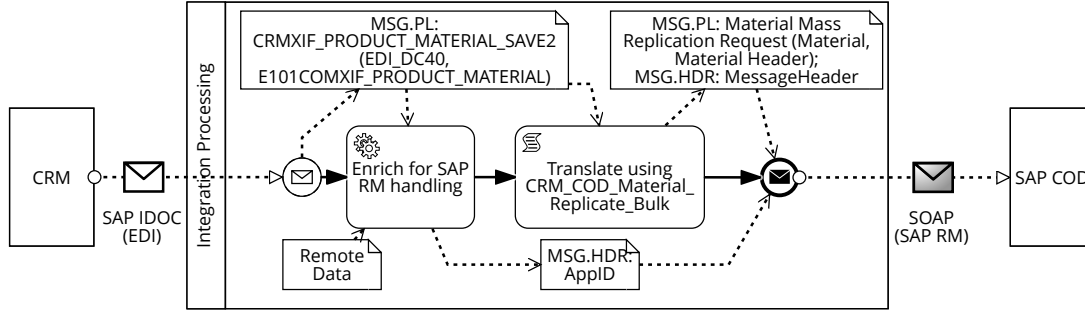 MSG.PL:
CRMXIF_PRODUCT_MATERIAL_SAVE2
(EDI_DC40,
E101COMXIF_PRODUCT_MATERIAL)
MSG.PL: Material Mass
Replication Request (Material,
Material Header);
MSG.HDR: MessageHeader
Integration Processing
CRM
SAP IDOC
(EDI)
Enrich for SAP
RM handling
Translate using
CRM_COD_Material_
Replicate_Bulk
SOAP
(SAP RM)
SAP COD
Remote
Data
MSG.HDR:
AppID